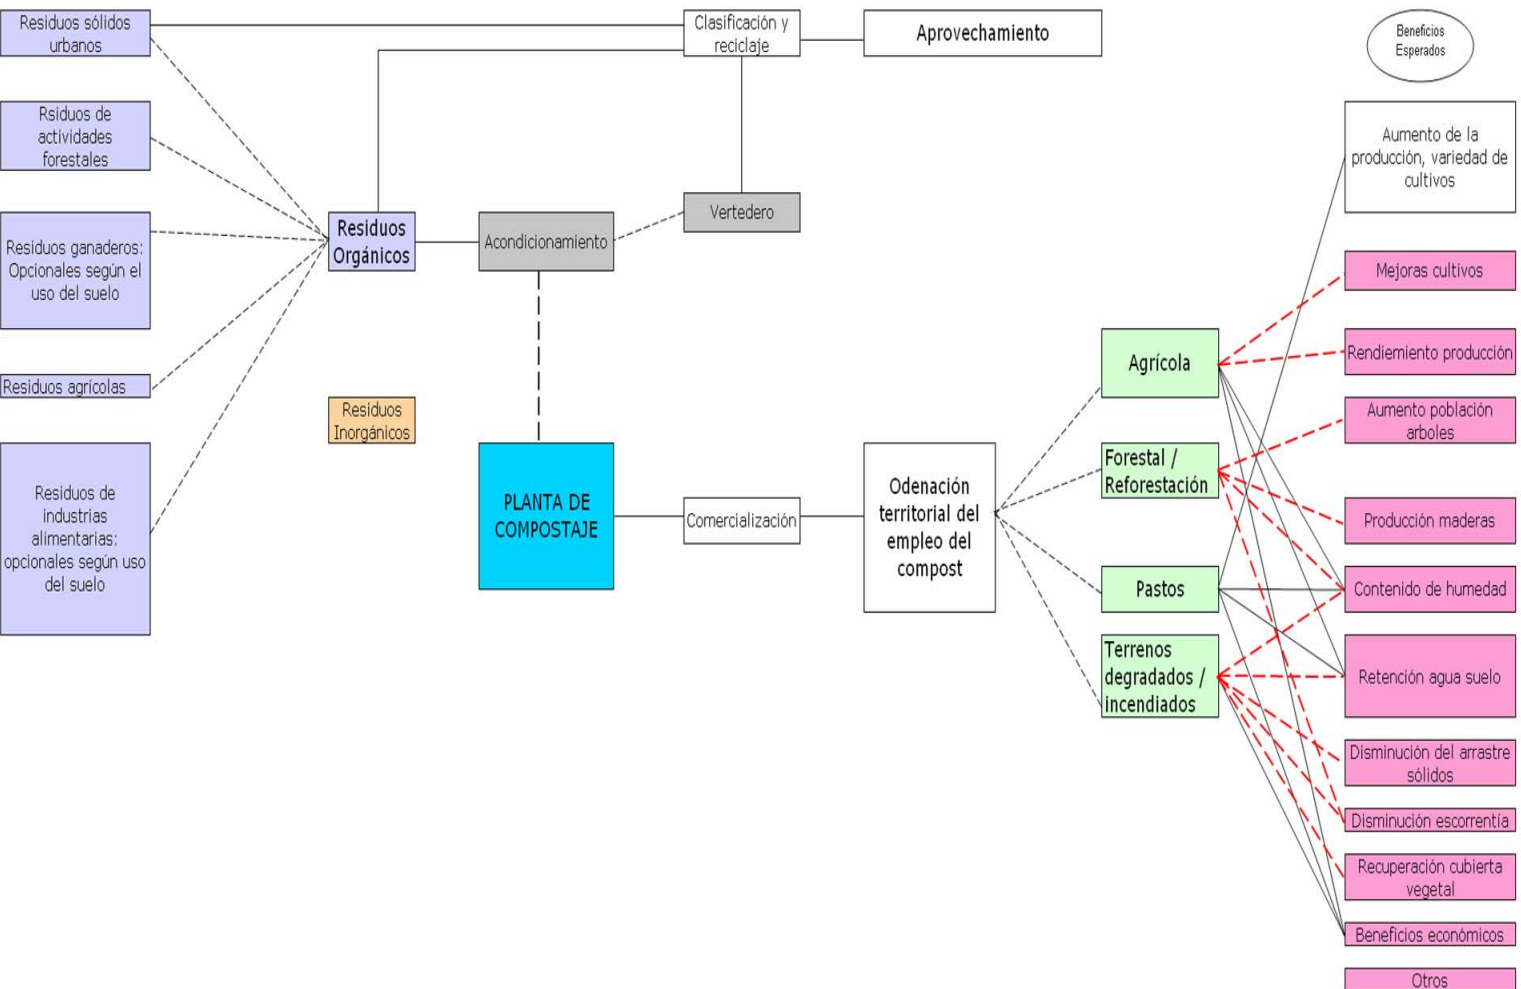 Residuos sólidos
urbanos
Clasificación y
reciclaje
Aprovechamiento
Beneficios
Esperados
Rsiduos de
actividades
forestales
Aumento de la
producción, variedad de
cultivos
Residuos ganaderos:
Opcionales según el
uso del suelo
Residuos
Orgánicos
Acondicionamiento
Vertedero
Mejoras cultivos
Agrícola
Rendiemiento producción
Residuos agrícolas
Residuos
Inorgánicos
Aumento población
arboles
Residuos de
industrias
alimentarias:
opcionales según uso
del suelo
PLANTA DE
COMPOSTAJE
Comercialización
Odenación
territorial del
empleo del
compost
Forestal /
Reforestación
Producción maderas
Pastos
Contenido de humedad
Terrenos
degradados /
incendiados
Retención agua suelo
Disminución del arrastre
sólidos
Disminución escorrentía
Recuperación cubierta
vegetal
Beneficios económicos
Otros